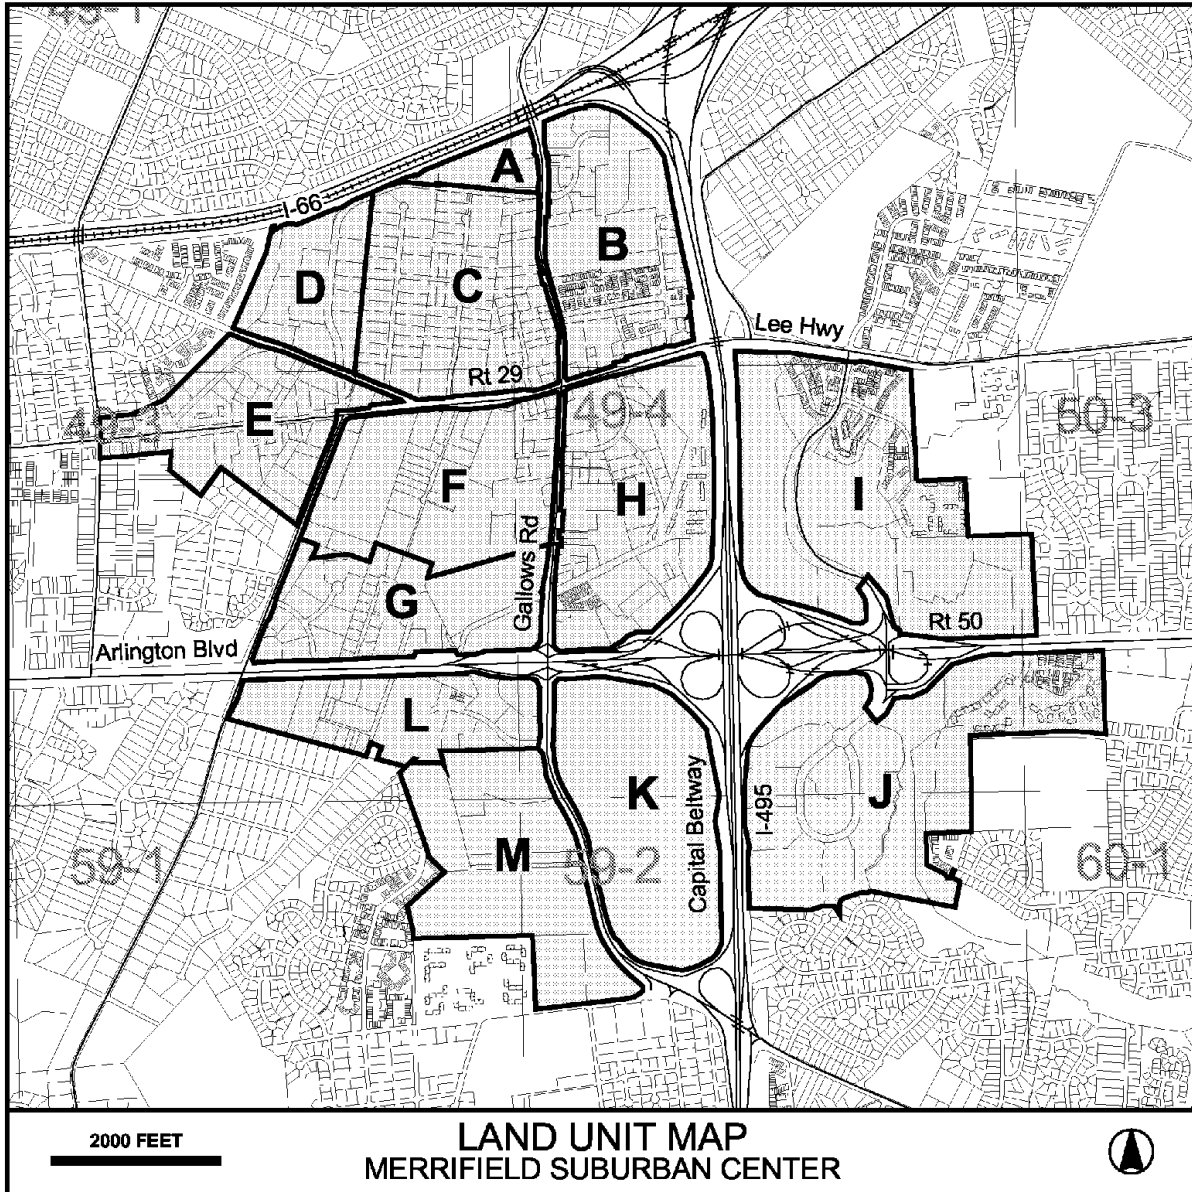 A
I-66
B
D
C
Lee Hwy
Rt 29
49-4
50-3
E
F
H
I
Gallows Rd
G
Rt 50
Arlington Blvd
L
K
Capital Beltway
I-495
J
59-1
M
59-2
60-1
2000 FEET
LAND UNIT MAP
MERRIFIELD SUBURBAN CENTER